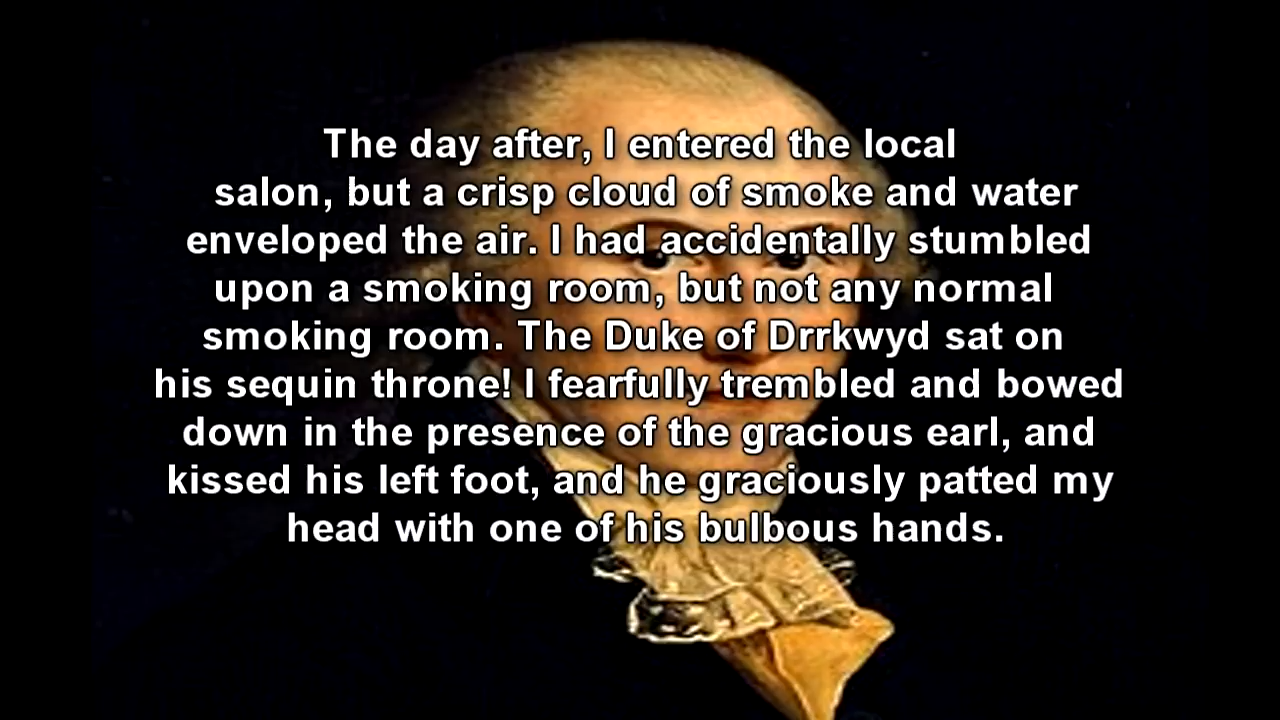 The day after, I entered the local
salon, but a crisp cloud of smoke and water
enveloped the air. I had accidentally stumbled
upon a smoking room, but not any normal
smoking room. The Duke of Drrkwyd sat on
his sequin throne! I fearfully trembled and bowed
down in the presence of the gracious earl, and
kissed his left foot, and he graciously patted my
head with one of his bulbous hands.